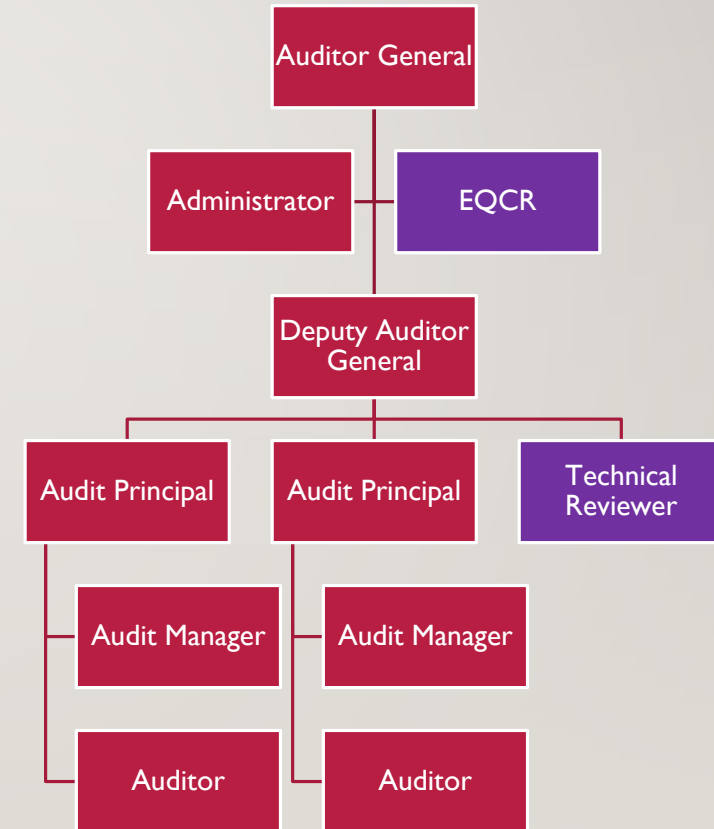 Auditor General
Administrator
EQCR
Deputy Auditor
General
Audit Principal
Audit Principal
Technical
Reviewer
Audit Manager
Audit Manager
Auditor
Auditor